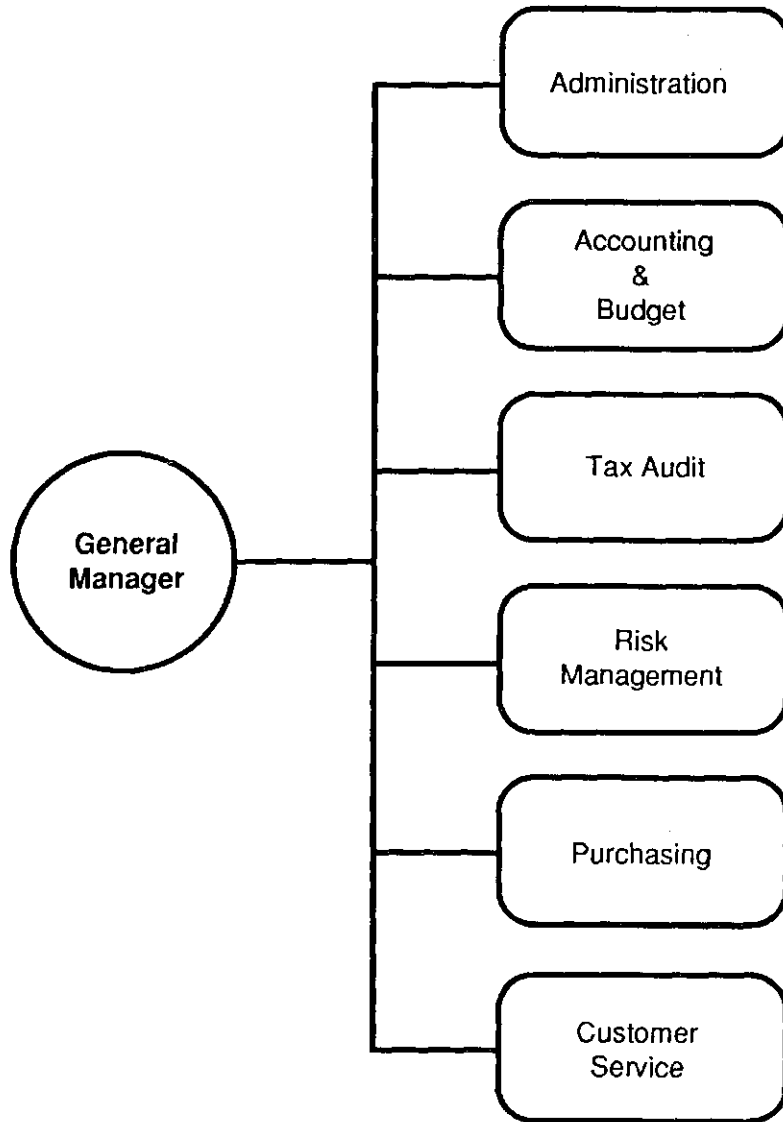 Administration
Accounting
&
Budget
Tax Audit
General
Manager
Risk
Management
Purchasing
Customer
Service